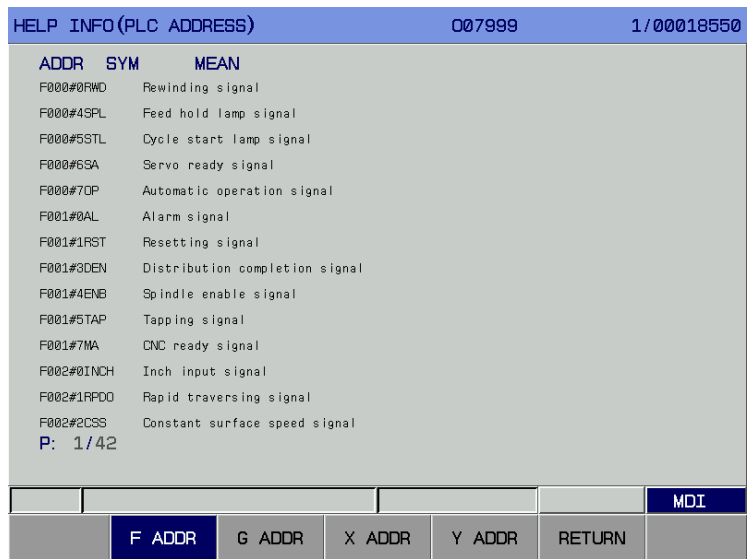 HELP INFO(PLC ADDRESS) O07999 1/00018550
ADDR SYM MEAN
F000#0RWD Rewinding signal
F000#4SPL Feed hold lamp signal
F000#5STL Cycle start lamp signal
F000#6SA Servo ready signal
F000#7OP Automatic operation signal
F001#0AL Alarm signal
F001#1RST Resetting signal
F001#3DEN Distribution completion signal
F001#4ENB Spindle enable signal
F001#5TAP Tapping signal
F001#7MA CNC ready signal
F002#0INCH Inch input signal
F002#1RPDO Rapid traversing signal
F002#2CSS Constant surface speed signal
P: 1/42
MDI
F ADDR G ADDR X ADDR Y ADDR RETURN